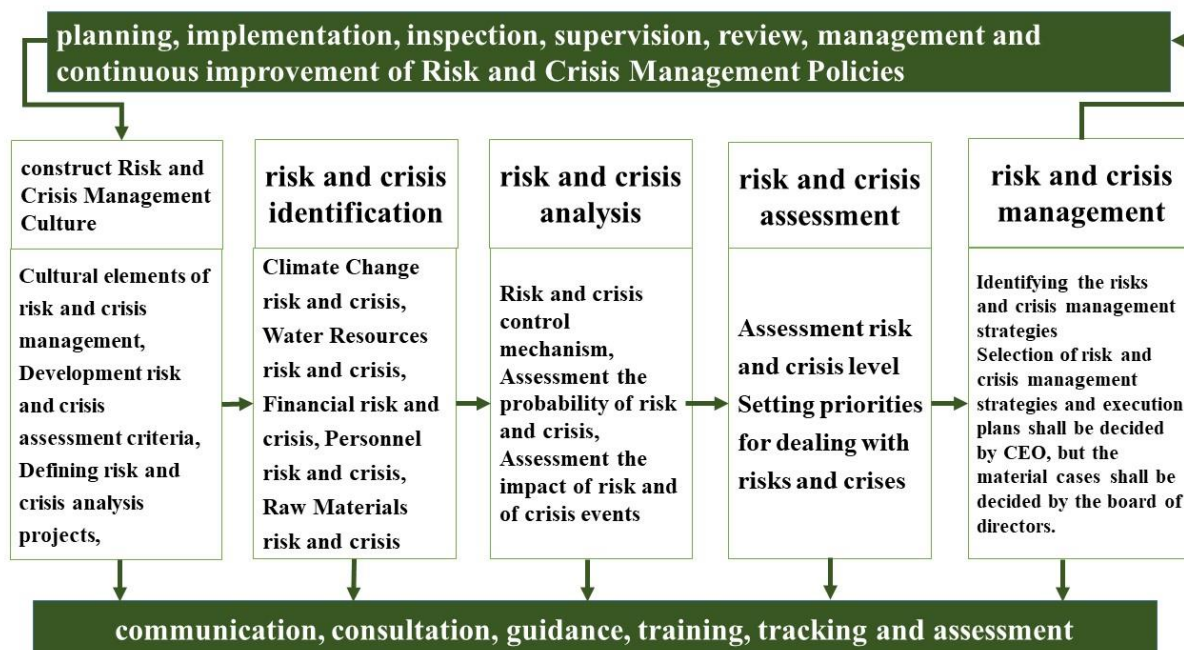 planning, implementation, inspection, supervision, review, management and
continuous improvement of Risk and Crisis Management Policies
construct Risk and
Crisis Management
Culture
Cultural elements of
risk and crisis
management,
Development risk
and crisis
assessment criteria,
Defining risk and
crisis analysis
projects,
risk and crisis
identification
Climate Change
risk and crisis,
Water Resources
risk and crisis,
Financial risk and
crisis, Personnel
risk and crisis,
Raw Materials
risk and crisis
risk and crisis
analysis
Risk and crisis
control
mechanism,
Assessment the
probability of risk
and crisis,
Assessment the
impact of risk and
of crisis events
risk and crisis
assessment
Assessment risk
and crisis level
Setting priorities
for dealing with
risks and crises
risk and crisis
management
Identifying the risks
and crisis management
strategies
Selection of risk and
crisis management
strategies and execution
plans shall be decided
by CEO, but the
material cases shall be
decided by the board of
directors.
communication, consultation, guidance, training, tracking and assessment